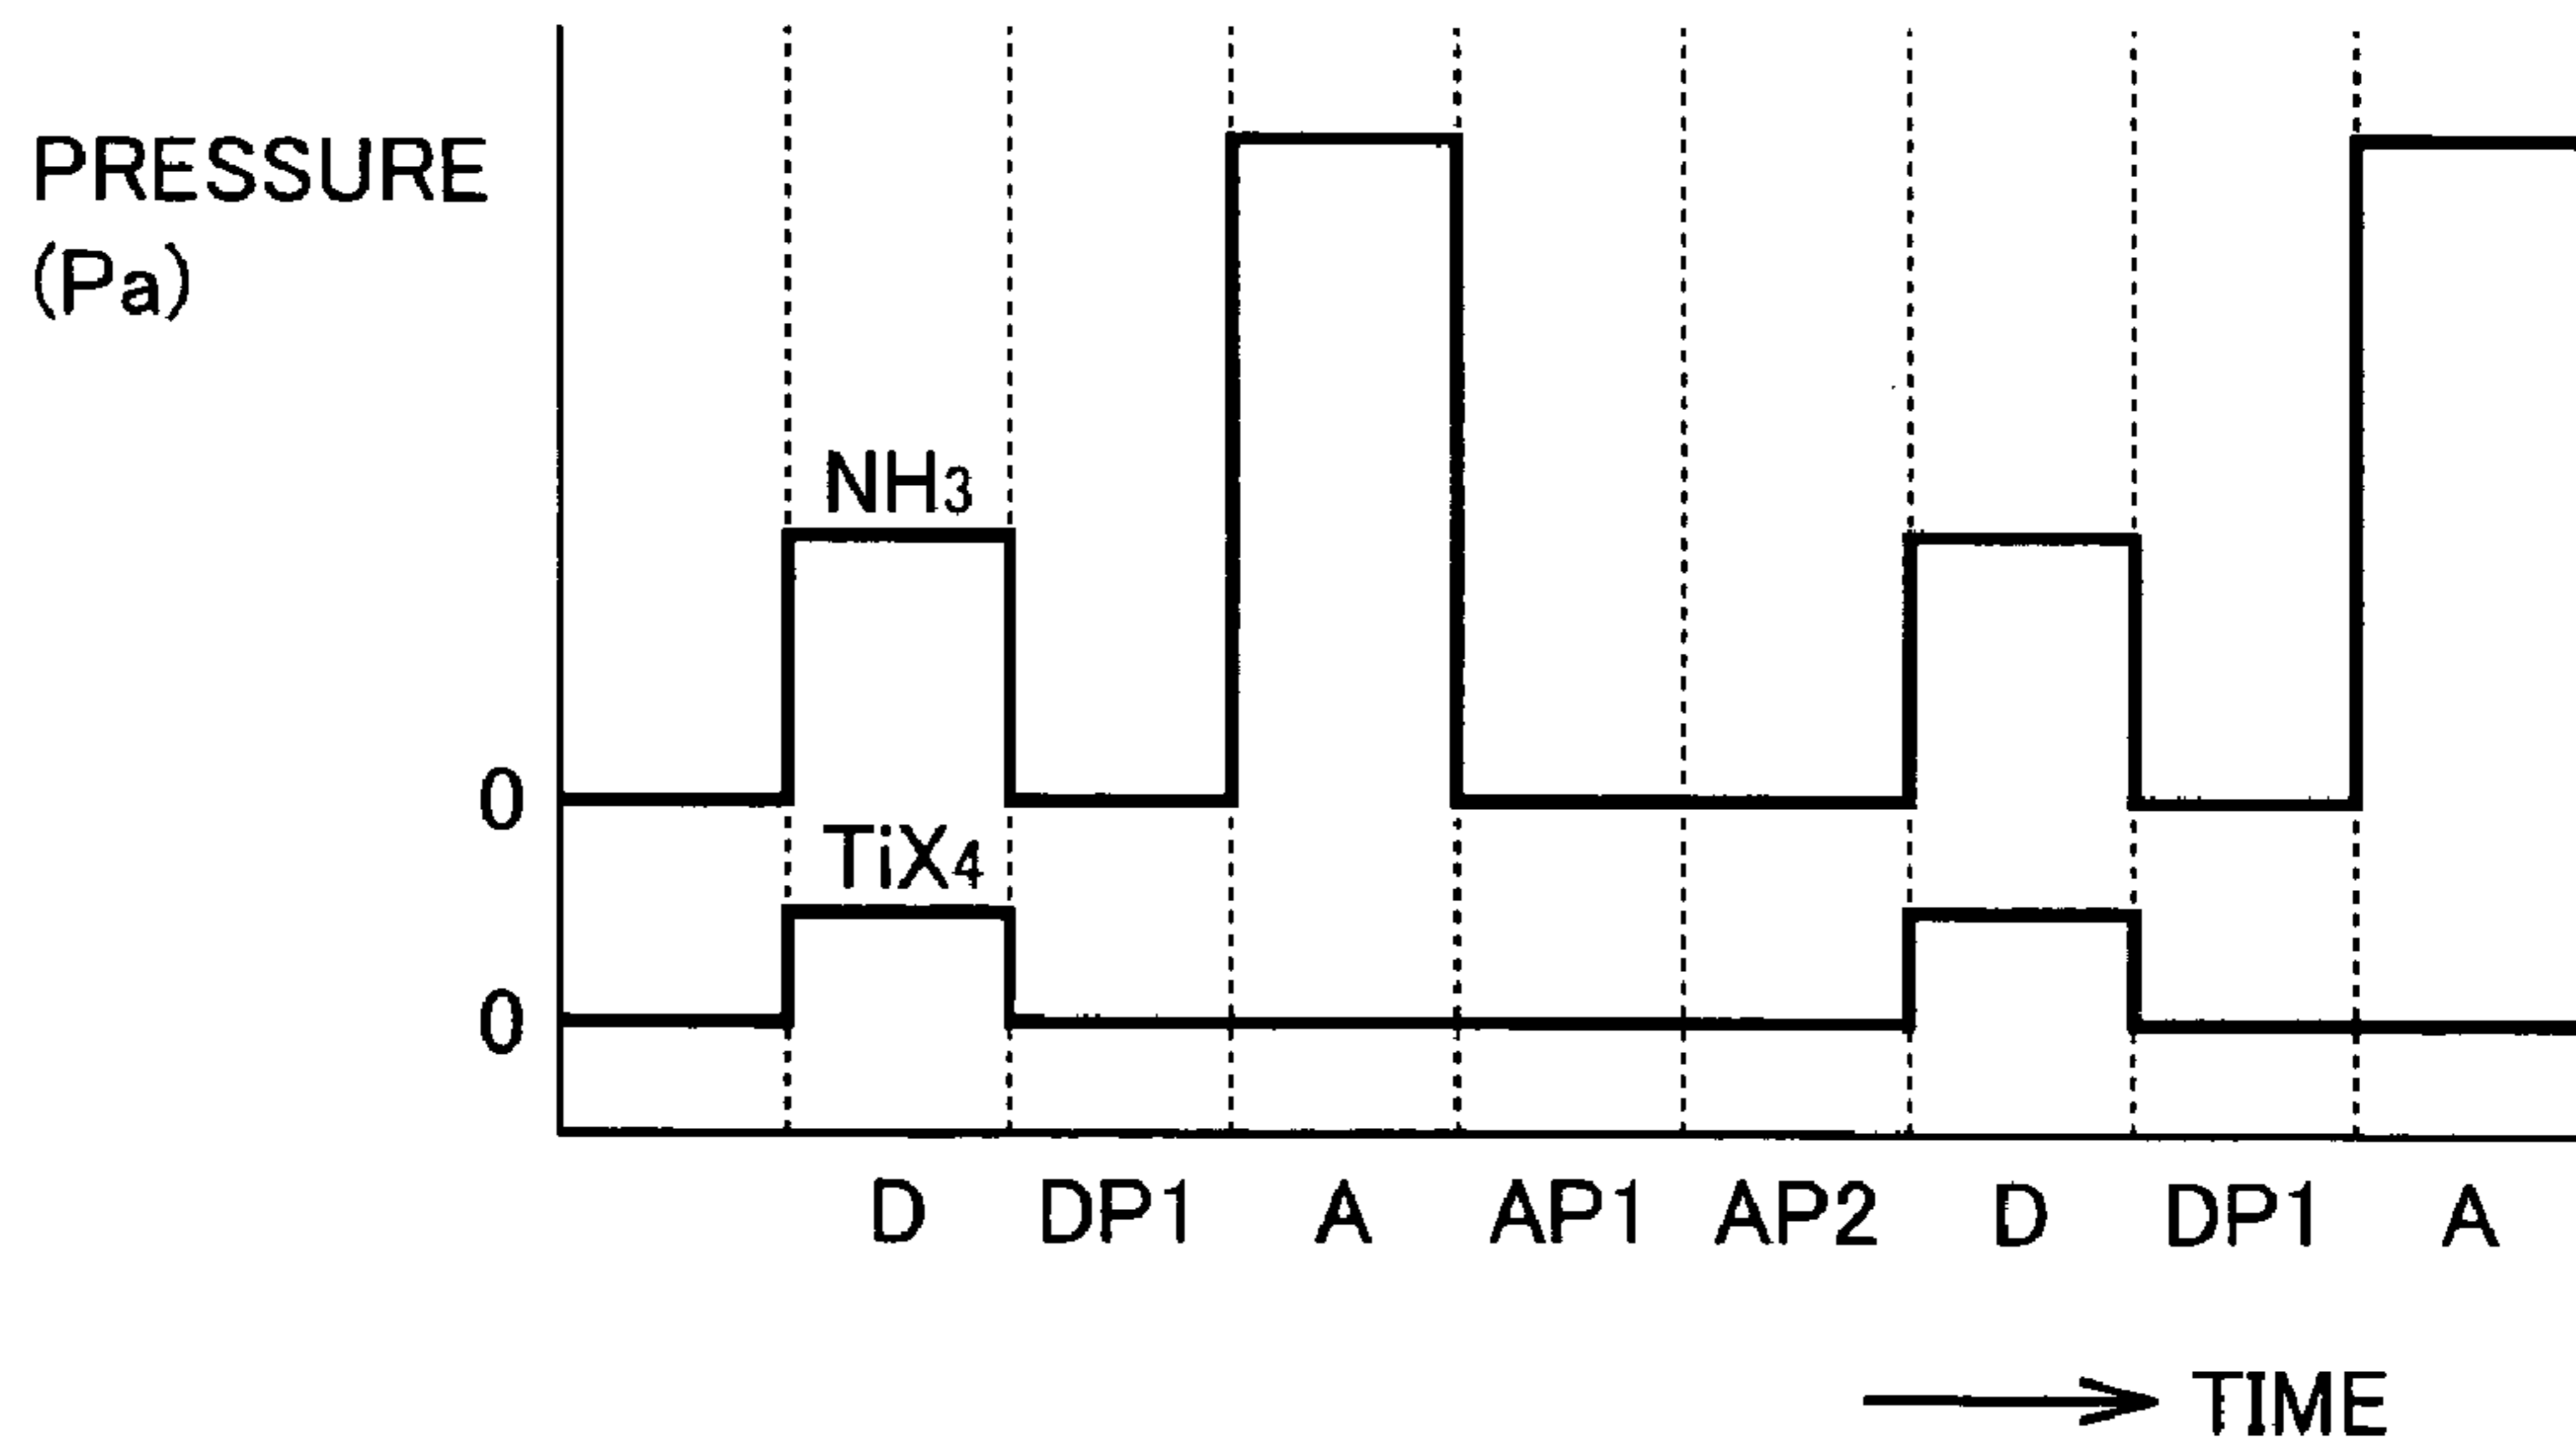 PRESSURE
(Pa)
NH3
0
TiX4
0
D DP1 A AP1 AP2 D DP1 A
TIME